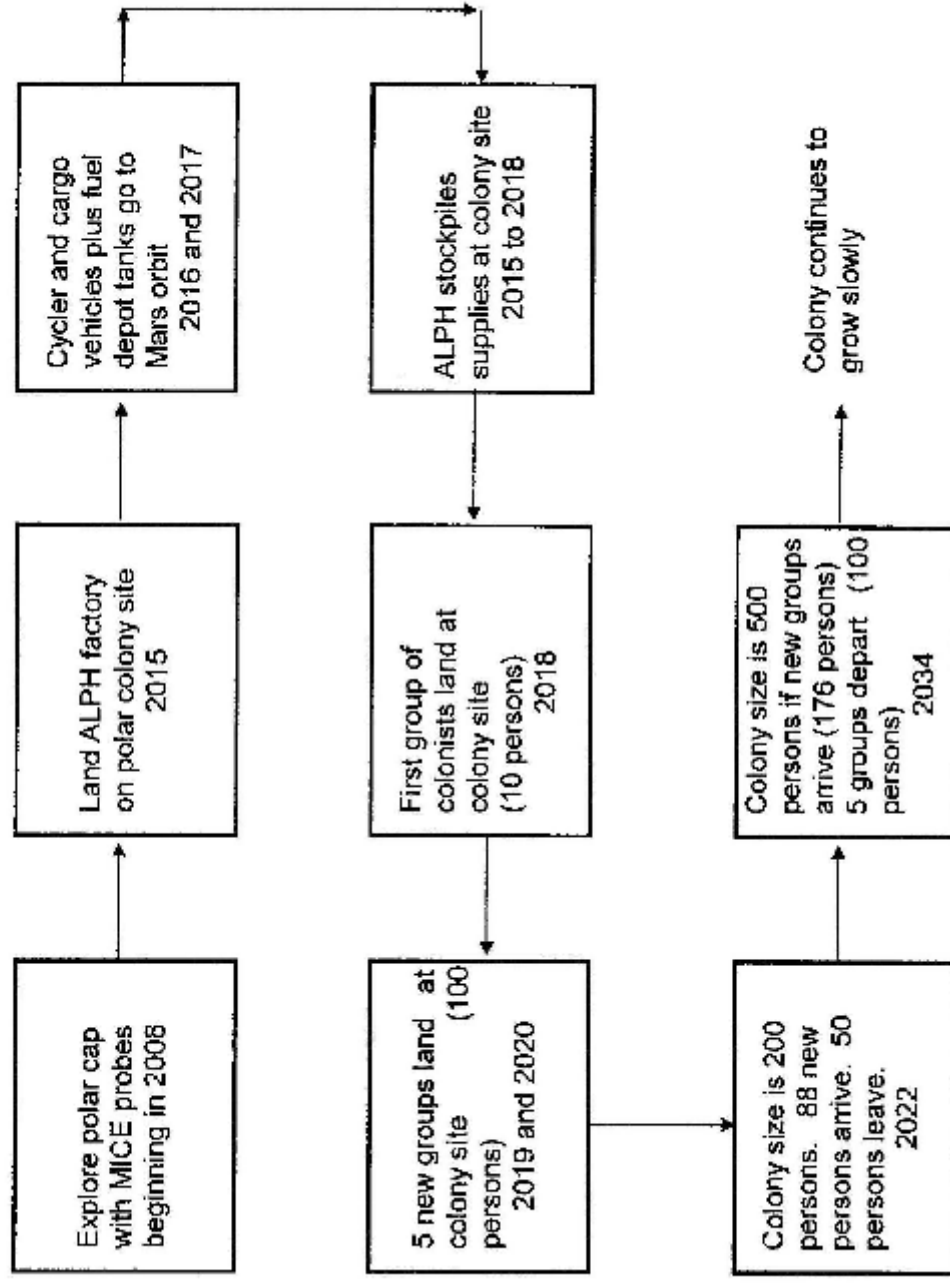 Explore polar cap
with MICE probes
beginning in 2008
Land ALPH factory
on polar colony site
2015
Cycler and cargo
vehicles plus fuel
depot tanks go to
Mars orbit
2016 and 2017
ALPH stockpiles
supplies at colony site
2015 to 2018
First group of
colonists land at
colony site
(10 persons)
2018
5 new groups land at
colony site (100
persons)
2019 and 2020
Colony size is 200
persons. 88 new
persons arrive. 50
persons leave.
2022
Colony size is 500
persons if new groups
arrive (176 persons)
5 groups depart (100
persons)
2034
Colony continues to
grow slowly